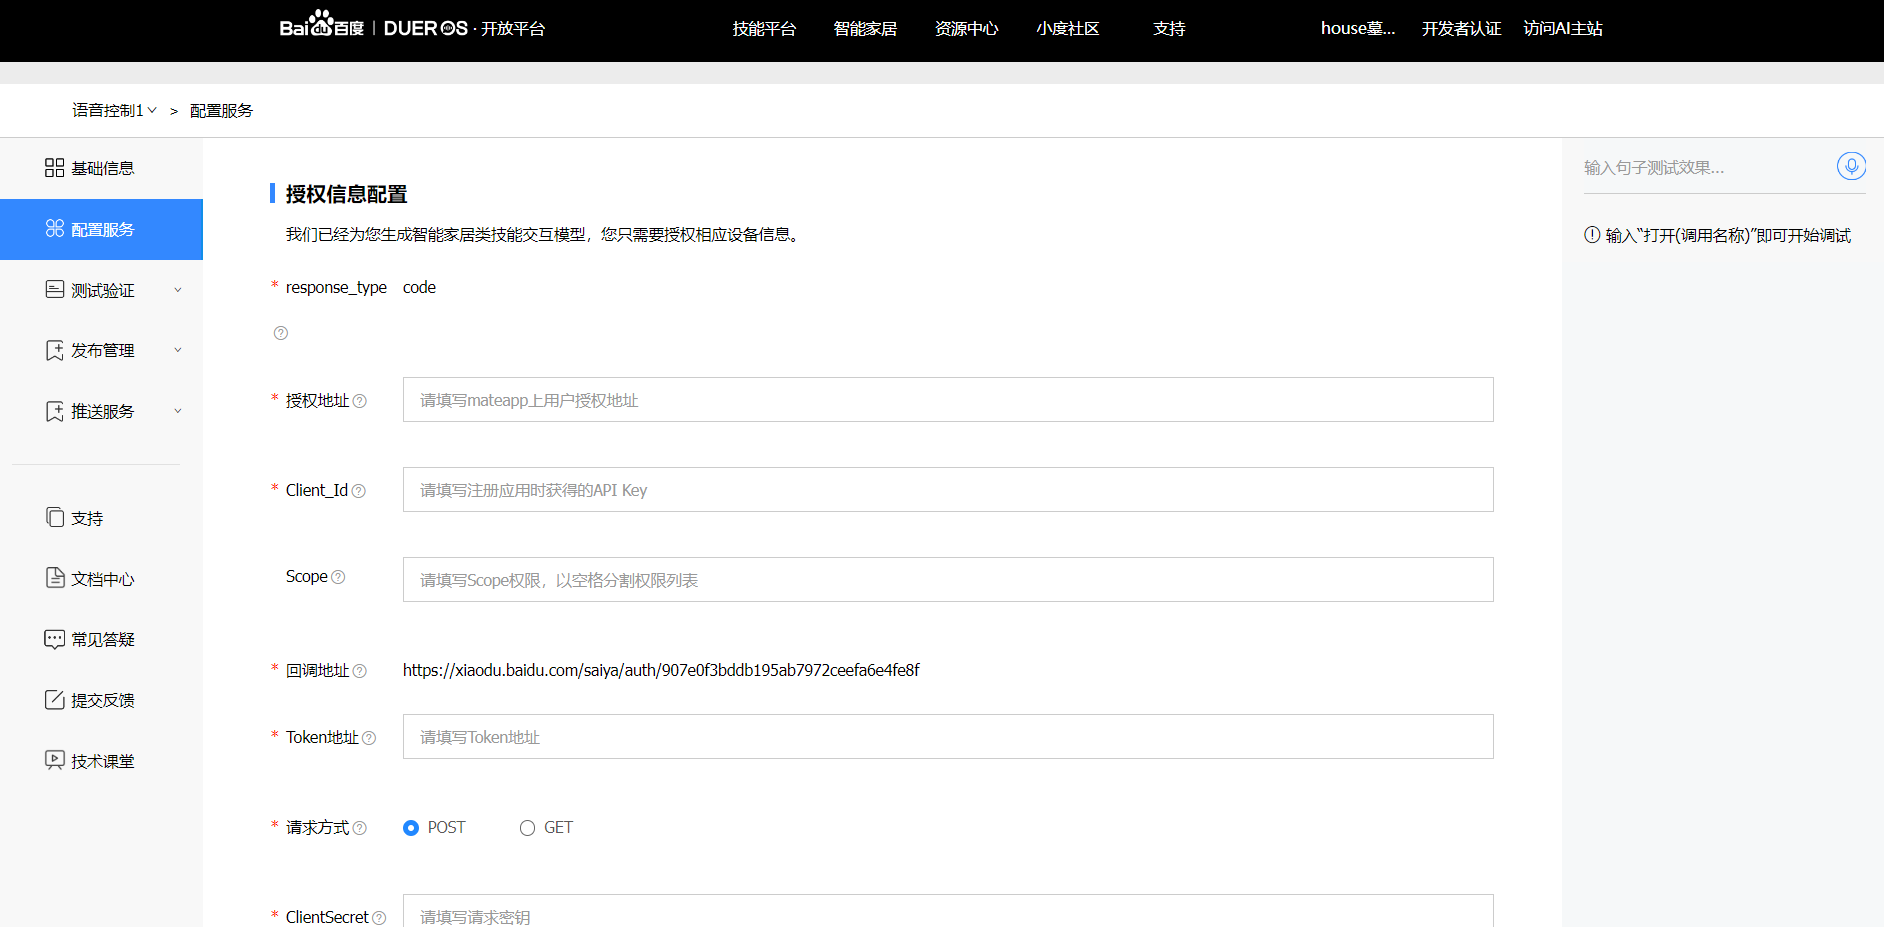 Bai du 百度 | DUEROS · 开放平台 技能平台 智能家居 资源中心 小度社区 支持 house墓... 开发者认证 访问AI主站
语音控制1 > 配置服务
基础信息
配置服务
测试验证
发布管理
推送服务
支持
文档中心
常见答疑
提交反馈
技术课堂
授权信息配置
我们已经为您生成智能家居类技能交互模型，您只需要授权相应设备信息。
* response_type code
?
* 授权地址 ? 请填写mateapp上用户授权地址
* Client_Id ? 请填写注册应用时获得的API Key
Scope ? 请填写Scope权限，以空格分割权限列表
* 回调地址 ? https://xiaodu.baidu.com/saiya/auth/907e0f3bddb195ab7972ceefa6e4fe8f
* Token地址 ? 请填写Token地址
* 请求方式 ? POST GET
* ClientSecret ? 请填写请求密钥
输入句子测试效果...
输入“打开(调用名称)”即可开始调试